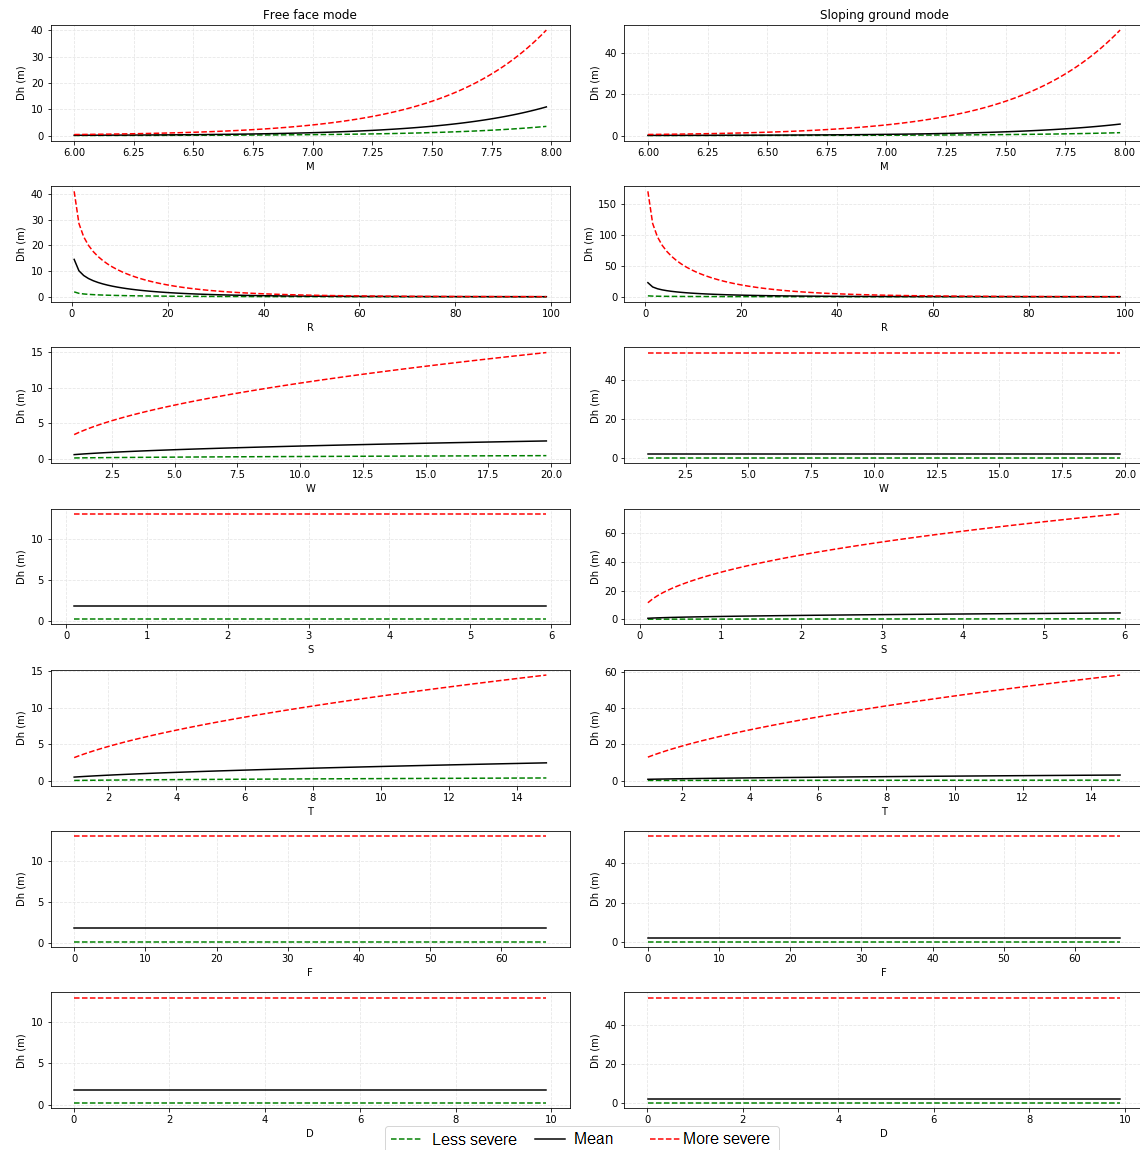 Free face mode
Sloping ground mode
40
30
20
10
0
Dh (m)
6.00 6.25 6.50 6.75 7.00 7.25 7.50 7.75 8.00
M
40
20
0
Dh (m)
6.00 6.25 6.50 6.75 7.00 7.25 7.50 7.75 8.00
M
40
30
20
10
0
Dh (m)
0 20 40 60 80 100
R
150
100
50
0
Dh (m)
0 20 40 60 80 100
R
15
10
5
0
Dh (m)
2.5 5.0 7.5 10.0 12.5 15.0 17.5 20.0
W
40
20
0
Dh (m)
2.5 5.0 7.5 10.0 12.5 15.0 17.5 20.0
W
10
5
0
Dh (m)
0 1 2 3 4 5 6
S
60
40
20
0
Dh (m)
0 1 2 3 4 5 6
S
15
10
5
0
Dh (m)
2 4 6 8 10 12 14
T
60
40
20
0
Dh (m)
2 4 6 8 10 12 14
T
10
5
0
Dh (m)
0 10 20 30 40 50 60
F
40
20
0
Dh (m)
0 10 20 30 40 50 60
F
10
5
0
Dh (m)
0 2 4 6 8 10
D
40
20
0
Dh (m)
0 2 4 6 8 10
D
Less severe Mean More severe